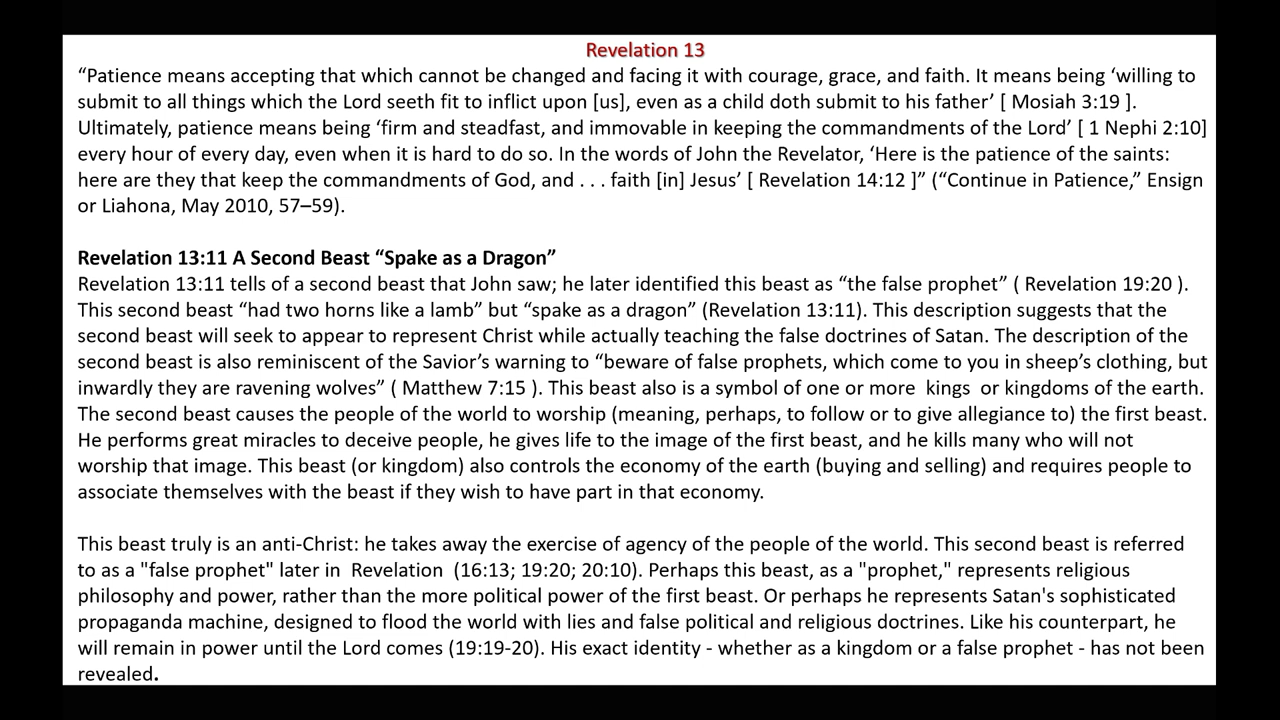 Revelation 13
“Patience means accepting that which cannot be changed and facing it with courage, grace, and faith. It means being ‘willing to
submit to all things which the Lord seeth fit to inflict upon [us], even as a child doth submit to his father’ [ Mosiah 3:19 ].
Ultimately, patience means being ‘firm and steadfast, and immovable in keeping the commandments of the Lord’ [ 1 Nephi 2:10]
every hour of every day, even when it is hard to do so. In the words of John the Revelator, ‘Here is the patience of the saints:
here are they that keep the commandments of God, and . . . faith [in] Jesus’ [ Revelation 14:12 ]” (“Continue in Patience,” Ensign
or Liahona, May 2010, 57–59).
Revelation 13:11 A Second Beast “Spake as a Dragon”
Revelation 13:11 tells of a second beast that John saw; he later identified this beast as “the false prophet” ( Revelation 19:20 ).
This second beast “had two horns like a lamb” but “spake as a dragon” (Revelation 13:11). This description suggests that the
second beast will seek to appear to represent Christ while actually teaching the false doctrines of Satan. The description of the
second beast is also reminiscent of the Savior’s warning to “beware of false prophets, which come to you in sheep’s clothing, but
inwardly they are ravening wolves” ( Matthew 7:15 ). This beast also is a symbol of one or more  kings  or kingdoms of the earth.
The second beast causes the people of the world to worship (meaning, perhaps, to follow or to give allegiance to) the first beast.
He performs great miracles to deceive people, he gives life to the image of the first beast, and he kills many who will not
worship that image. This beast (or kingdom) also controls the economy of the earth (buying and selling) and requires people to
associate themselves with the beast if they wish to have part in that economy.
This beast truly is an anti-Christ: he takes away the exercise of agency of the people of the world. This second beast is referred
to as a "false prophet" later in  Revelation  (16:13; 19:20; 20:10). Perhaps this beast, as a "prophet," represents religious
philosophy and power, rather than the more political power of the first beast. Or perhaps he represents Satan's sophisticated
propaganda machine, designed to flood the world with lies and false political and religious doctrines. Like his counterpart, he
will remain in power until the Lord comes (19:19-20). His exact identity - whether as a kingdom or a false prophet - has not been
revealed.